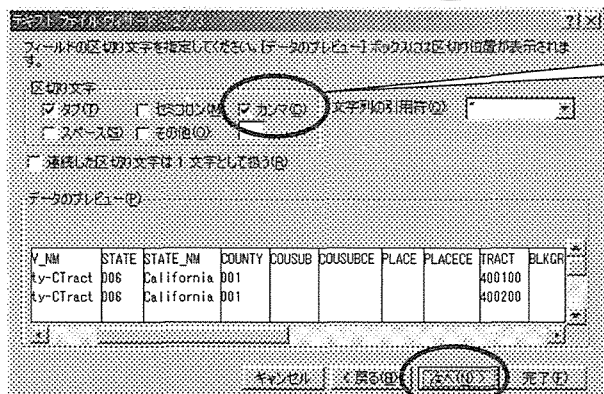 テキスト ファイル ウィザード - 2 / 3
フィールドの区切り文字を指定してください。[データのプレビュー] ボックスには区切り位置が表示されま
す。
区切り文字
タブ(T) セミコロン(M) カンマ(C) 文字列の引用符(Q) "
スペース(S) その他(O)
連続した区切り文字は 1 文字として扱う(R)
データのプレビュー(P)
V_NM STATE STATE_NM COUNTY COUSUB COUSUBCE PLACE PLACECE TRACT BLKGR
ty-CTract 006 California 001 400100
ty-CTract 006 California 001 400200
キャンセル < 戻る(B) 次へ(N) > 完了(F)